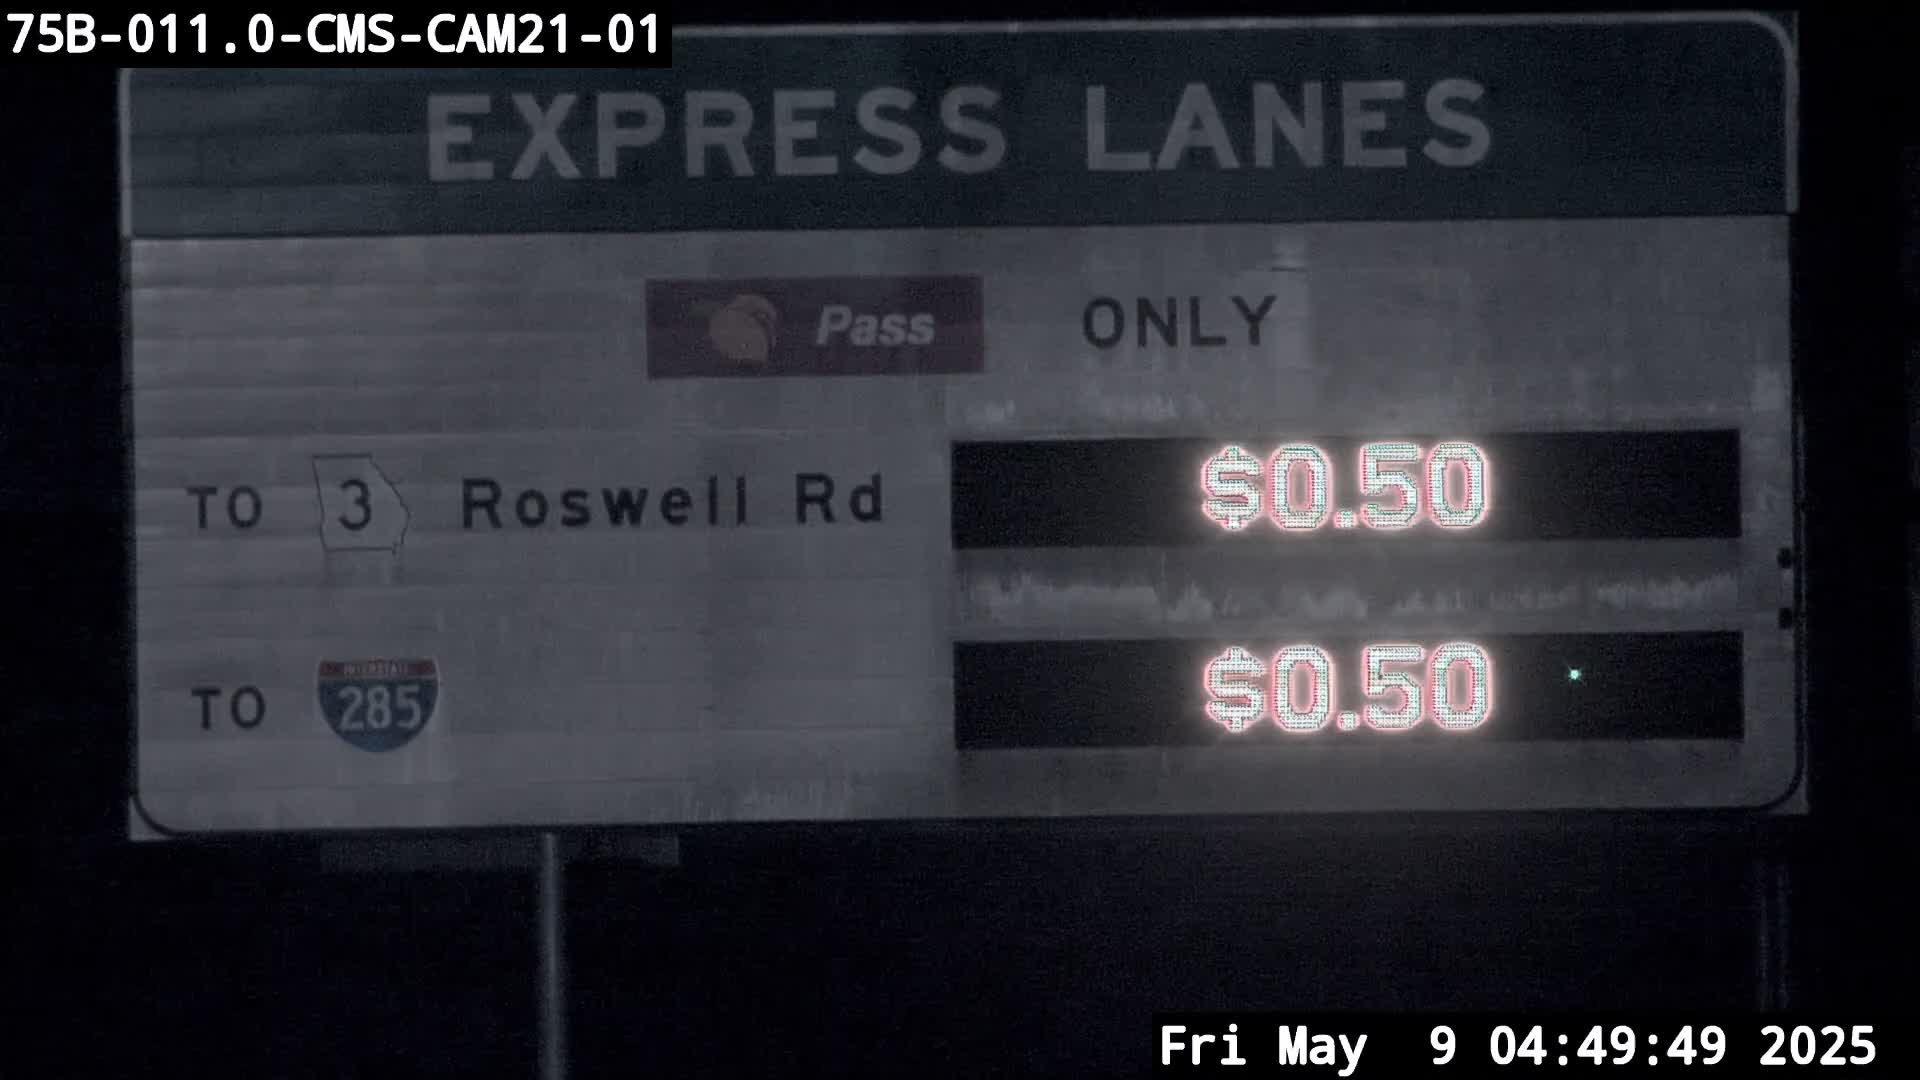 75B-011.0-CMS-CAM21-01
EXPRESS LANES
Pass ONLY
TO 3 Roswell Rd $0.50
TO INTERSTATE 285 $0.50
Fri May 9 04:49:49 2025